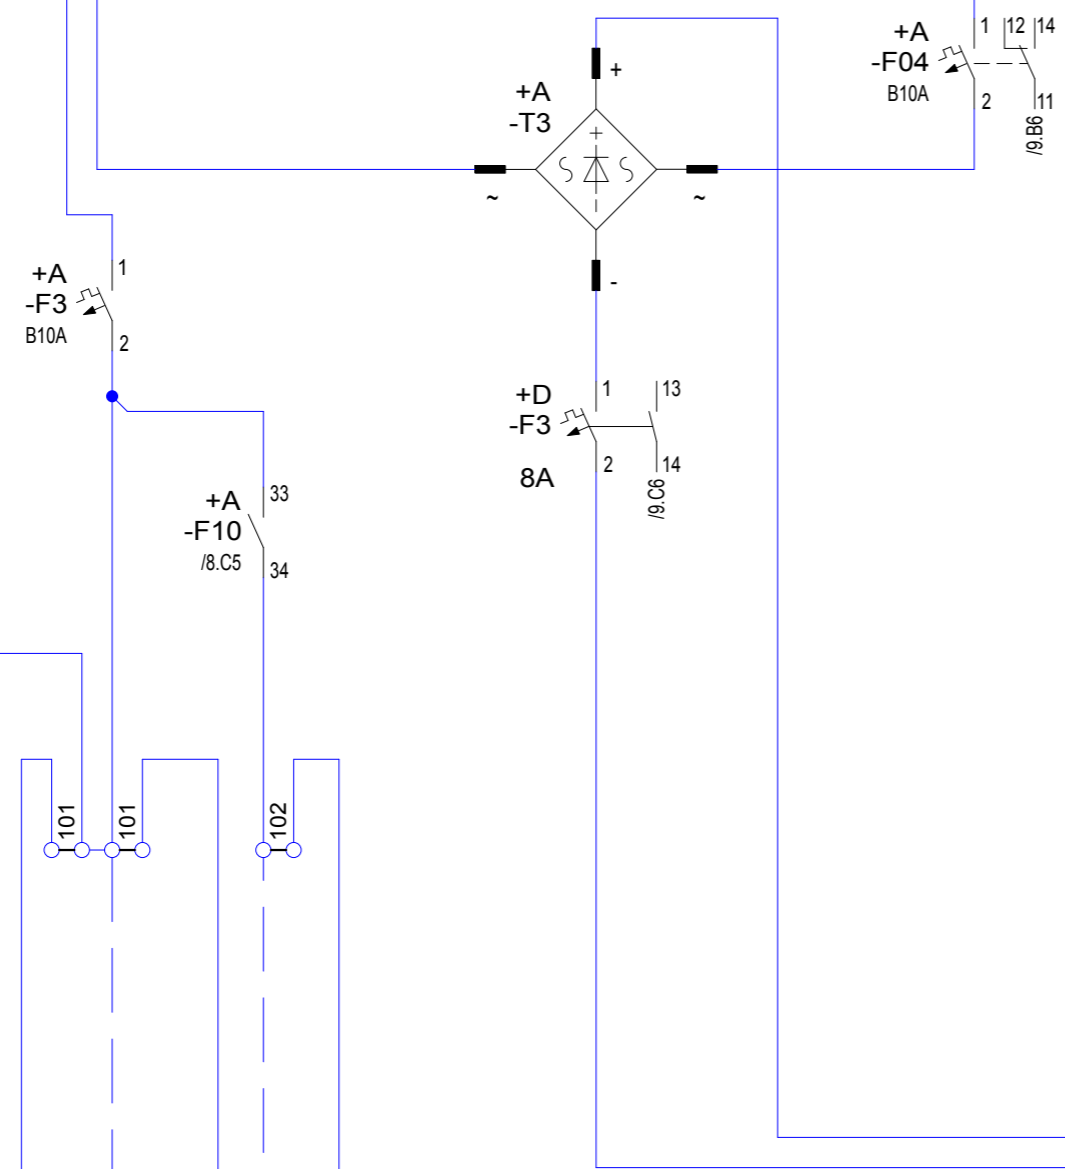 +A
-F04
B10A
1
2
12
14
11
/9.B6
+A
-T3
+
+
~
~
-
+A
-F3
B10A
1
2
+D
-F3
8A
1
2
13
14
/9.C6
+A
-F10
/8.C5
33
34
101
101
102